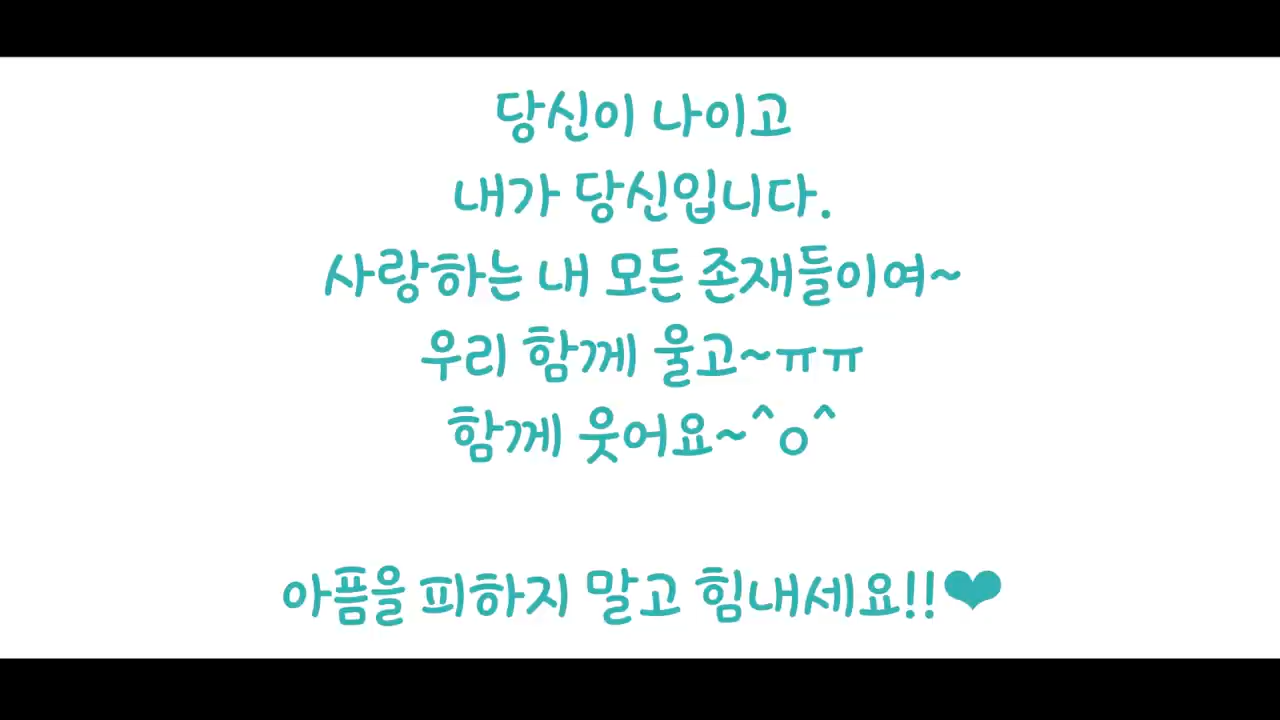 당신이 나이고
내가 당신입니다.
사랑하는 내 모든 존재들이여~
우리 함께 울고~ㅠㅠ
함께 웃어요~^o^
아픔을 피하지 말고 힘내세요!!❤